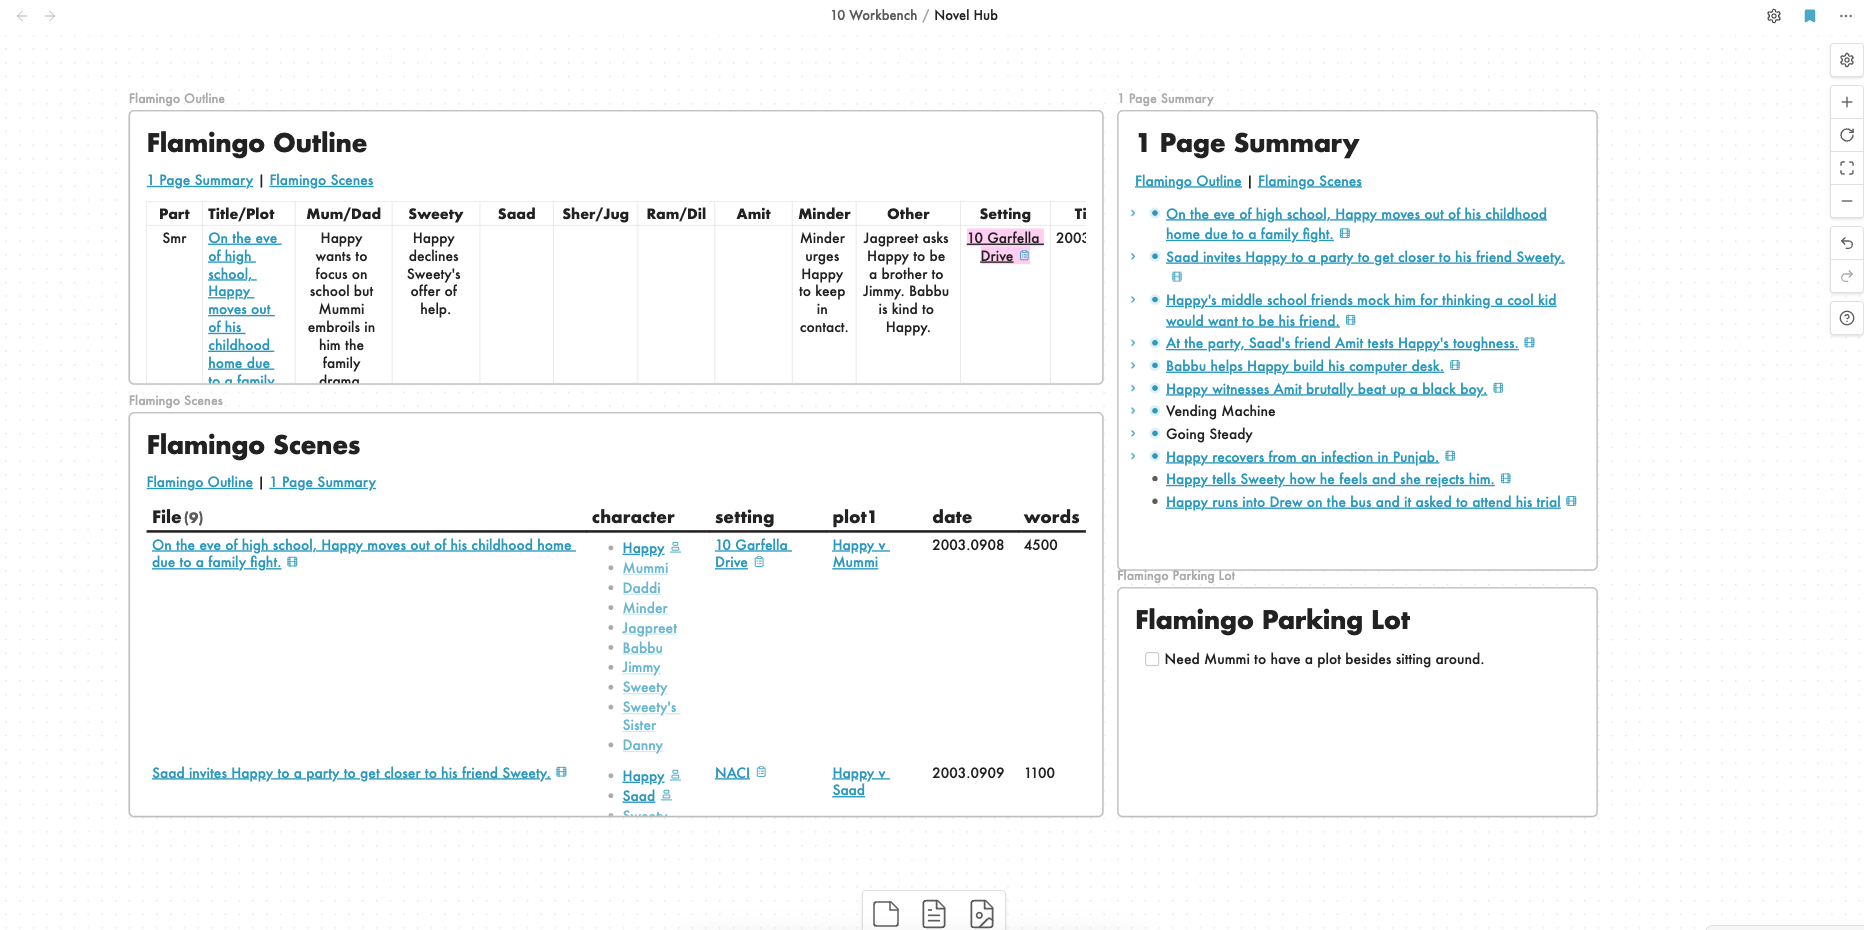 10 Workbench / Novel Hub
Flamingo Outline
Flamingo Outline
1 Page Summary | Flamingo Scenes
Part Title/Plot Mum/Dad Sweety Saad Sher/Jug Ram/Dil Amit Minder Other Setting Ti
Smr
On the eve
of high
school,
Happy
moves out
of his
childhood
home due
to a family
Happy
wants to
focus on
school but
Mummi
embroils in
him the
family
drama
Happy
declines
Sweety's
offer of
help.
Minder
urges
Happy
to keep
in
contact.
Jagpreet asks
Happy to be
a brother to
Jimmy. Babbu
is kind to
Happy.
10 Garfella
Drive
2003
Flamingo Scenes
Flamingo Scenes
Flamingo Outline | 1 Page Summary
File (9) character setting plot1 date words
On the eve of high school, Happy moves out of his childhood home
due to a family fight.
Happy
Mummi
Daddi
Minder
Jagpreet
Babbu
Jimmy
Sweety
Sweety's
Sister
Danny
10 Garfella
Drive
Happy v
Mummi
2003.0908
4500
Saad invites Happy to a party to get closer to his friend Sweety.
Happy
Saad
Sweety
NACI
Happy v
Saad
2003.0909
1100
1 Page Summary
1 Page Summary
Flamingo Outline | Flamingo Scenes
On the eve of high school, Happy moves out of his childhood
home due to a family fight.
Saad invites Happy to a party to get closer to his friend Sweety.
Happy's middle school friends mock him for thinking a cool kid
would want to be his friend.
At the party, Saad's friend Amit tests Happy's toughness.
Babbu helps Happy build his computer desk.
Happy witnesses Amit brutally beat up a black boy.
Vending Machine
Going Steady
Happy recovers from an infection in Punjab.
Happy tells Sweety how he feels and she rejects him.
Happy runs into Drew on the bus and it asked to attend his trial
Flamingo Parking Lot
Flamingo Parking Lot
Need Mummi to have a plot besides sitting around.